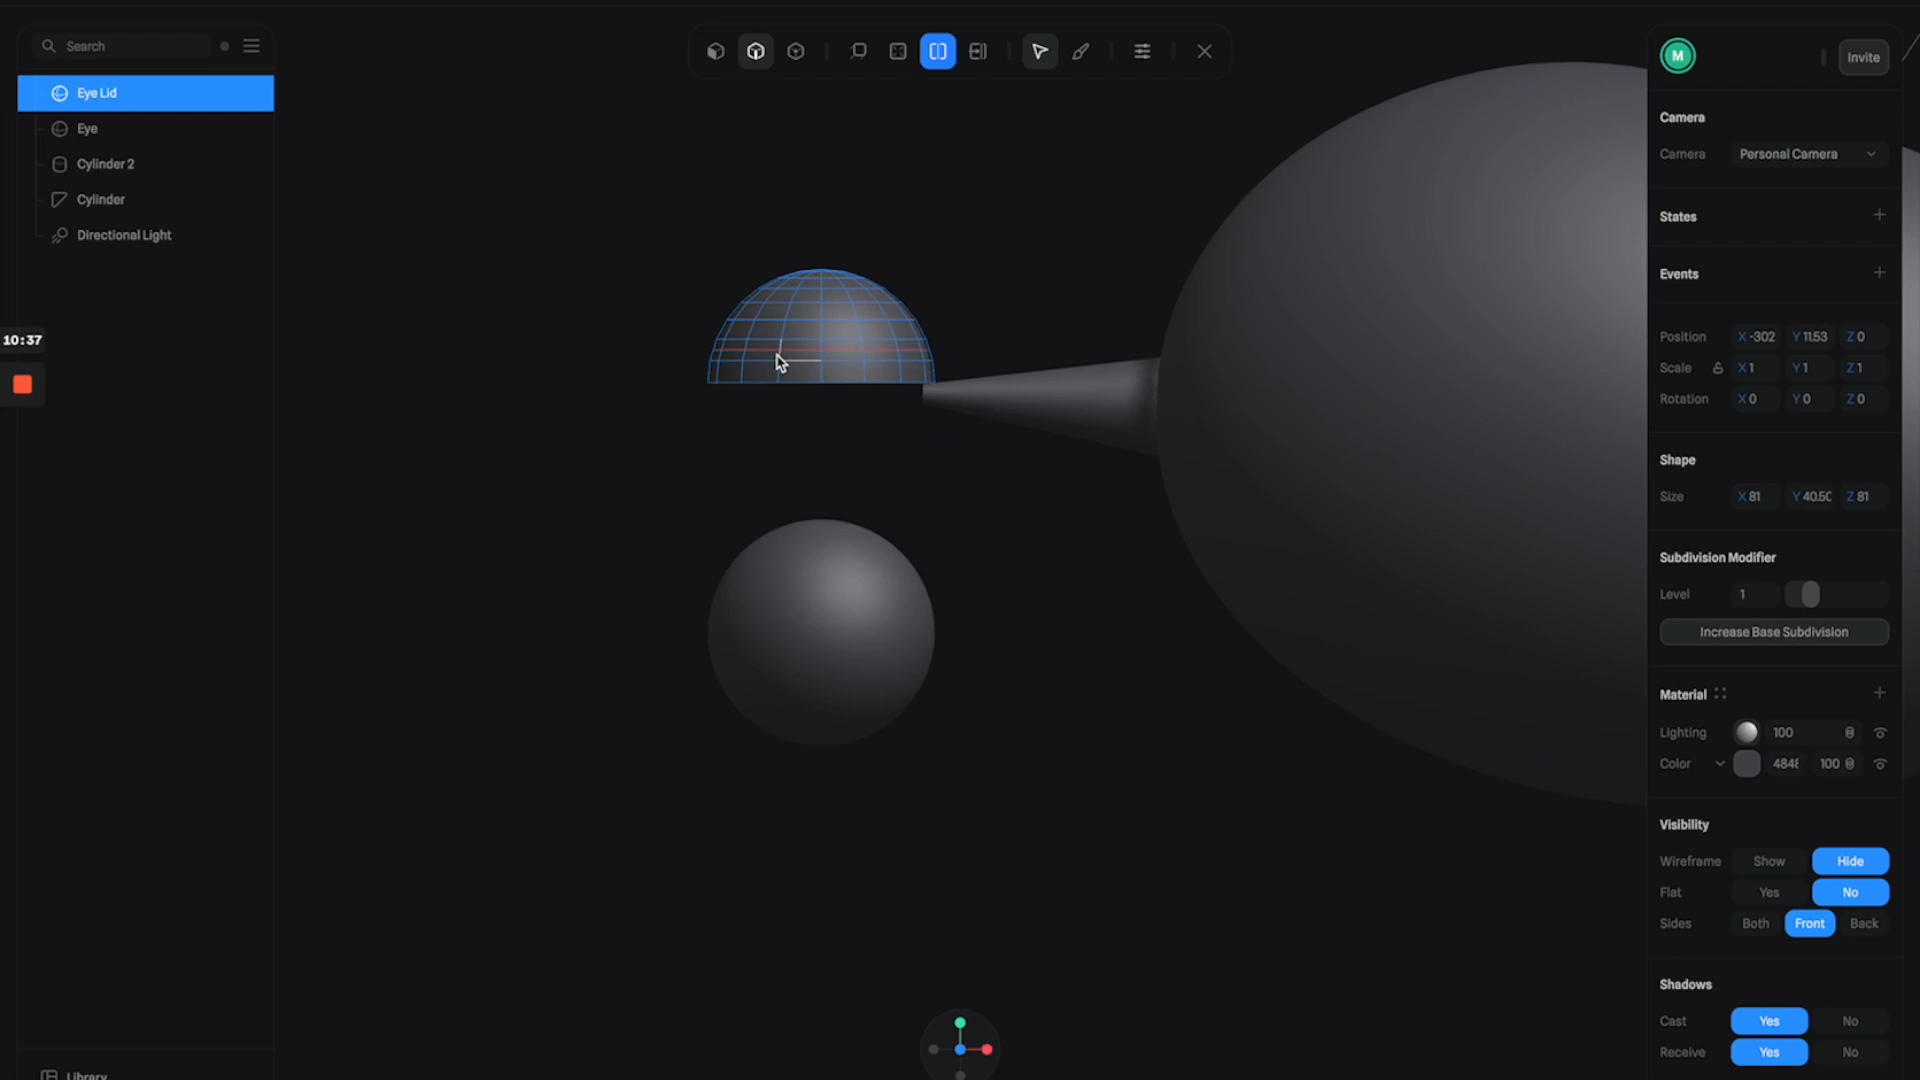 Search
Eye Lid
Eye
Cylinder 2
Cylinder
Directional Light
10:37
Library
M
Invite
Camera
Camera Personal Camera
States
Events
Position X -302 Y 11.53 Z 0
Scale X 1 Y 1 Z 1
Rotation X 0 Y 0 Z 0
Shape
Size X 81 Y 40.50 Z 81
Subdivision Modifier
Level 1
Increase Base Subdivision
Material
Lighting 100
Color 4848 100
Visibility
Wireframe Show Hide
Flat Yes No
Sides Both Front Back
Shadows
Cast Yes No
Receive Yes No